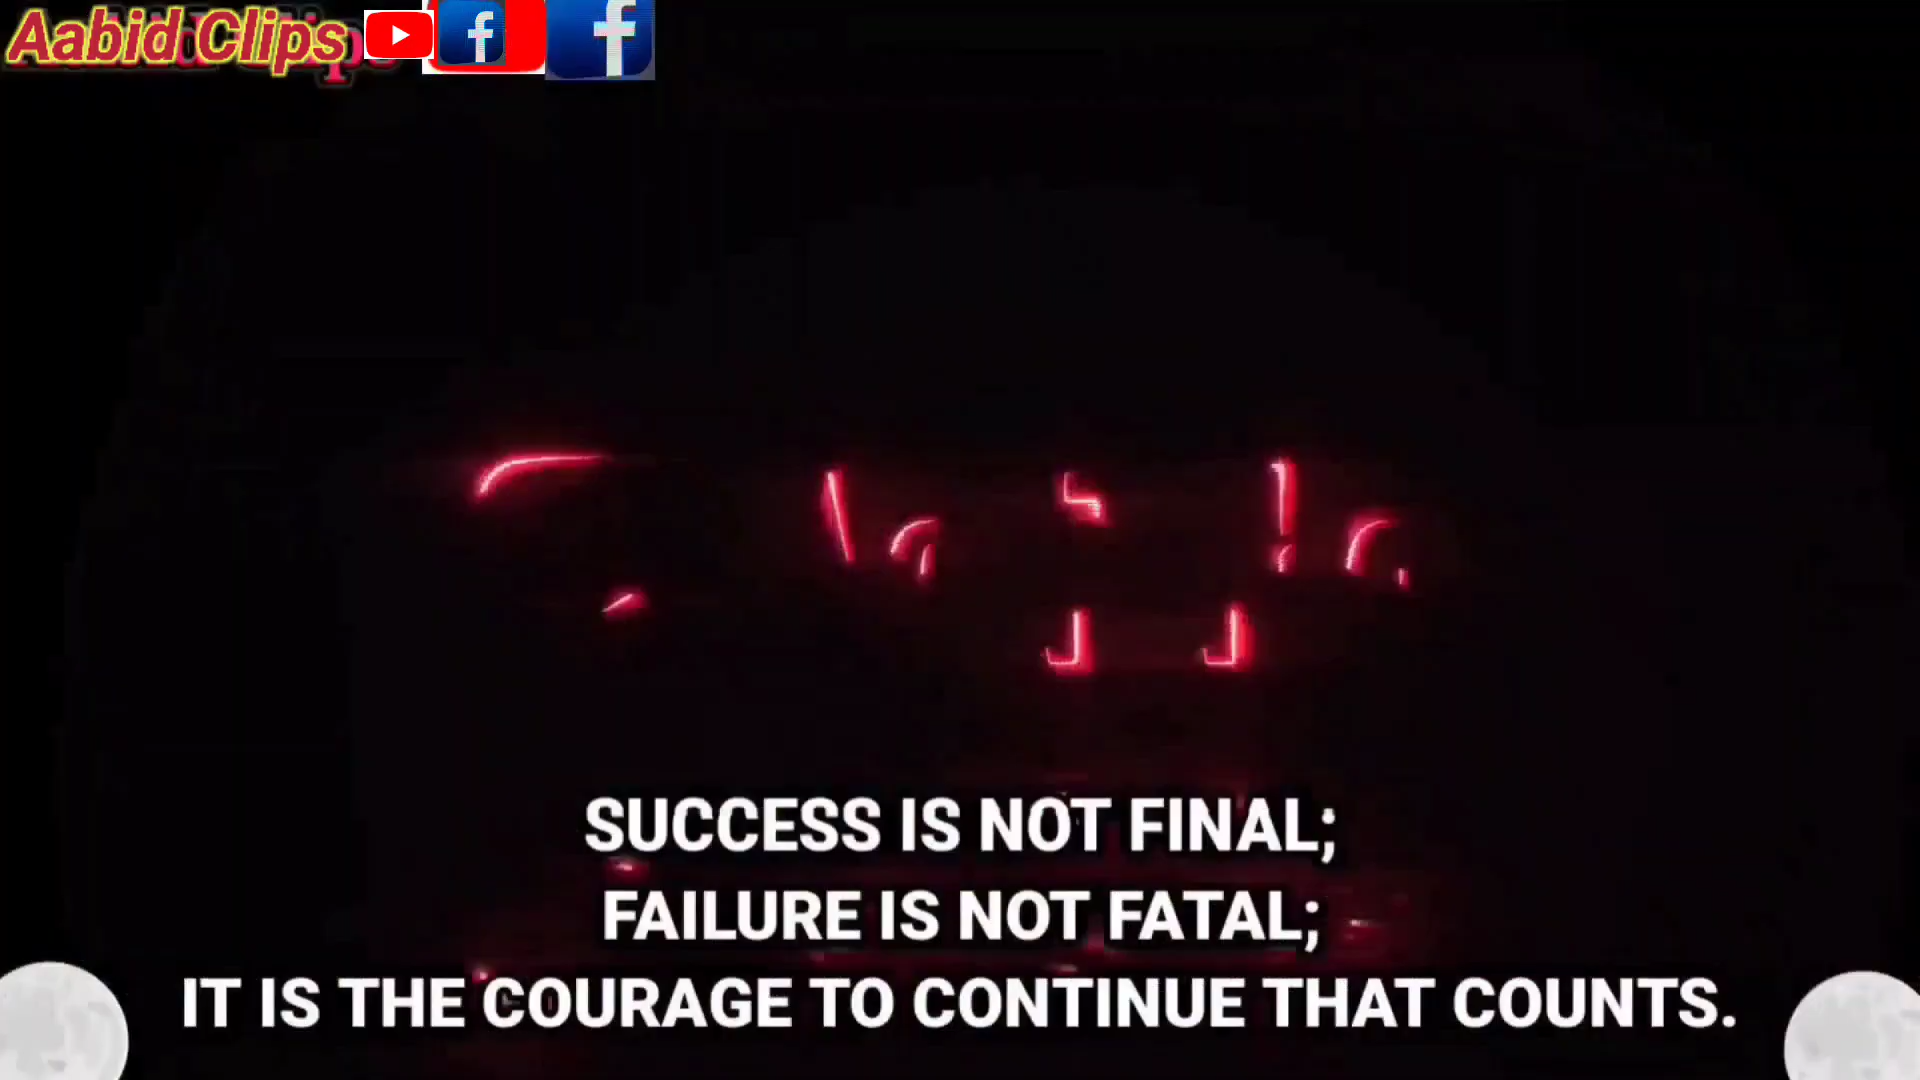 Aabid Clips
SUCCESS IS NOT FINAL;
FAILURE IS NOT FATAL;
IT IS THE COURAGE TO CONTINUE THAT COUNTS.